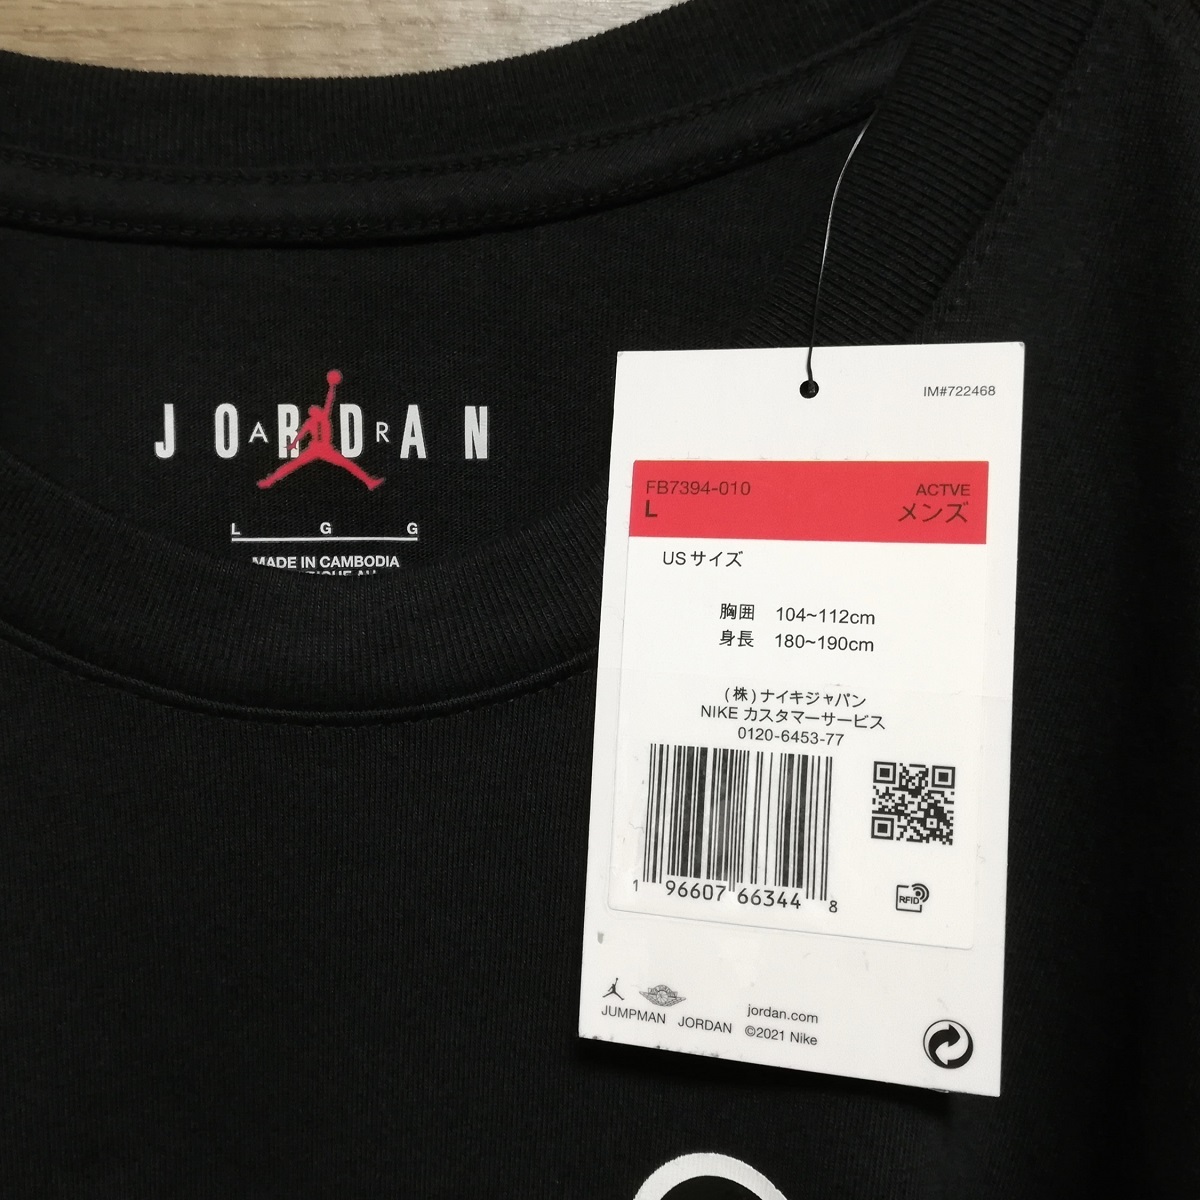 JORDAN
AIR
L G G
MADE IN CAMBODIA
IM#722468
FB7394-010 ACTVE
L メンズ
USサイズ
胸囲 104~112cm
身長 180~190cm
(株)ナイキジャパン
NIKE カスタマーサービス
0120-6453-77
1 96607 66344 8
RFID
JUMPMAN JORDAN
jordan.com
©2021 Nike